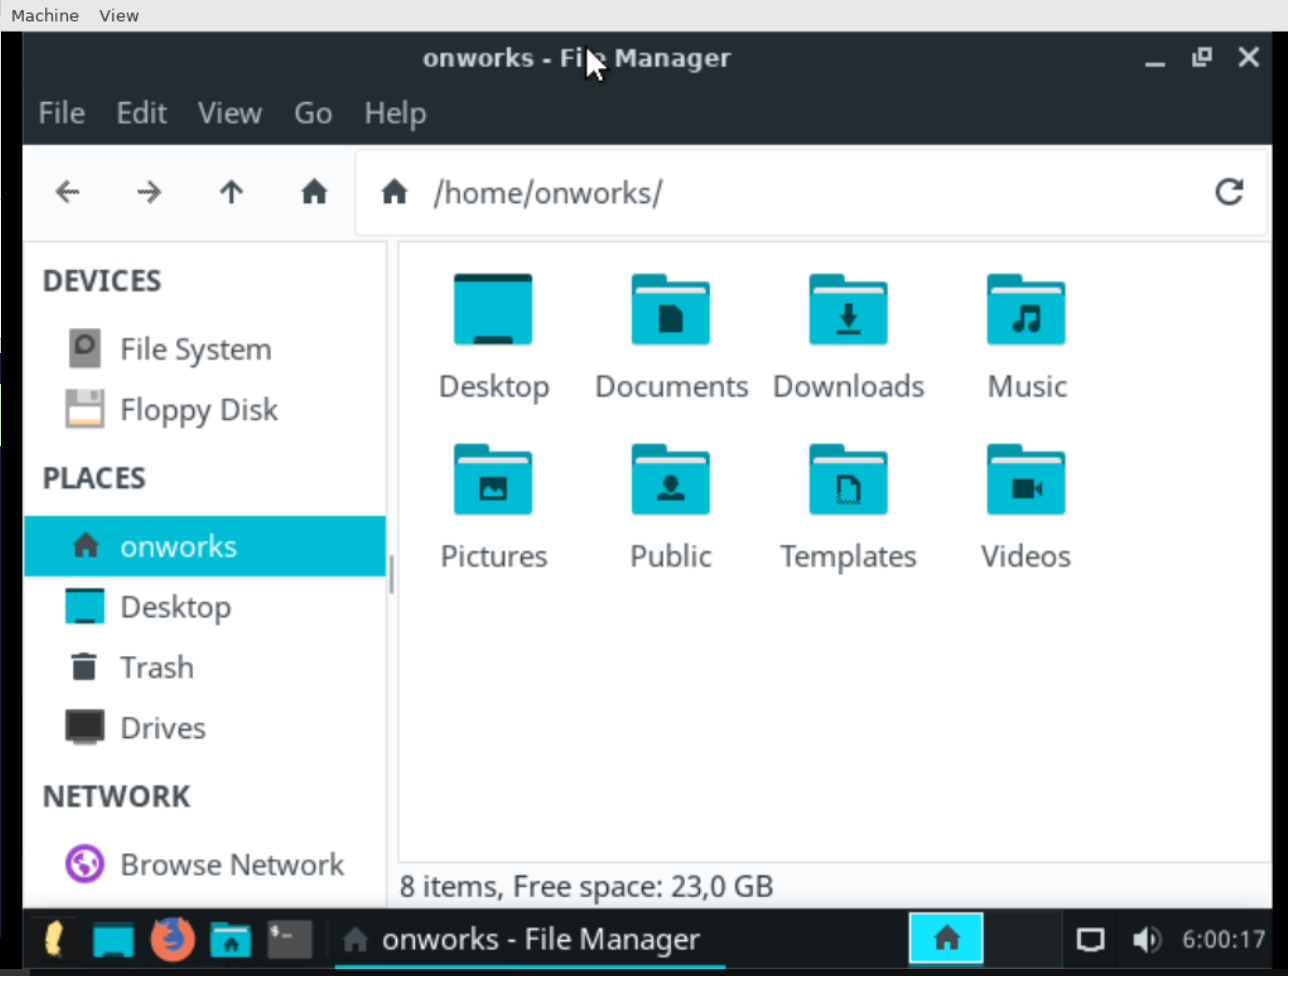 Machine View
onworks - File Manager
File Edit View Go Help
/home/onworks/
DEVICES
File System
Floppy Disk
PLACES
onworks
Desktop
Trash
Drives
NETWORK
Browse Network
Desktop Documents Downloads Music
Pictures Public Templates Videos
8 items, Free space: 23,0 GB
$- onworks - File Manager 6:00:17